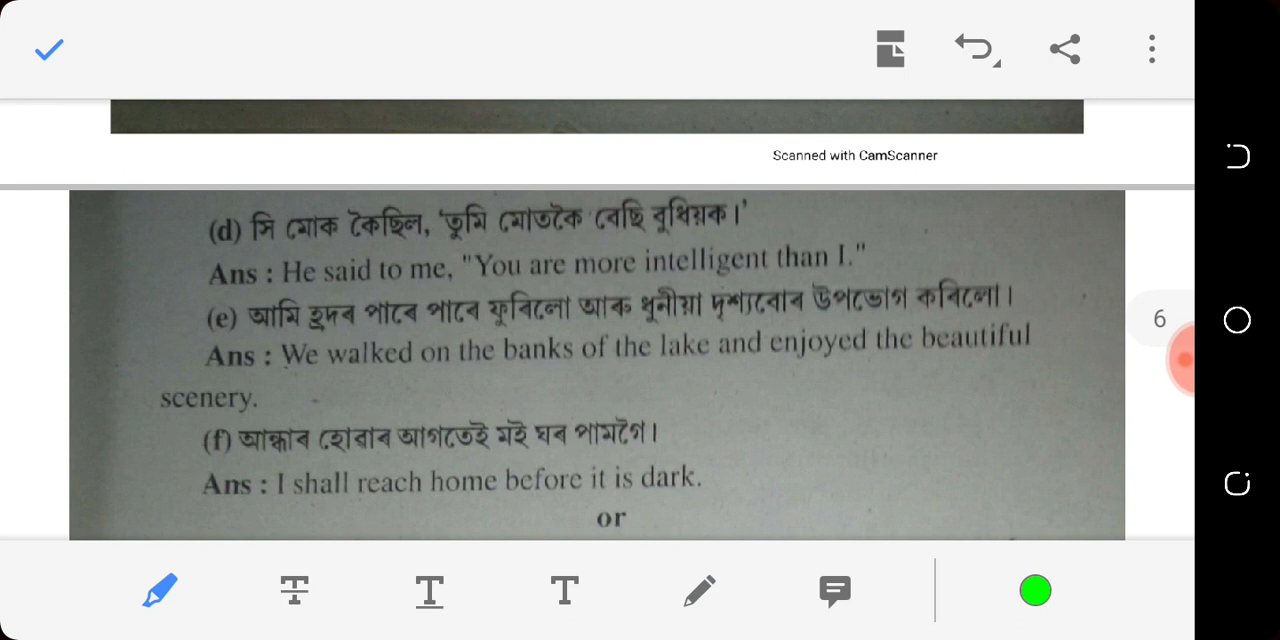 Scanned with CamScanner
(d) সি মোক কৈছিল, ‘তুমি মোতকৈ বেছি বুধিয়ক।’
Ans : He said to me, "You are more intelligent than I."
(e) আমি হ্ৰদৰ পাৰে পাৰে ফুৰিলো আৰু ধুনীয়া দৃশ্যবোৰ উপভোগ কৰিলো।
Ans : We walked on the banks of the lake and enjoyed the beautiful
scenery.
6
(f) আন্ধাৰ হোৱাৰ আগতেই মই ঘৰ পামগৈ।
Ans : I shall reach home before it is dark.
or